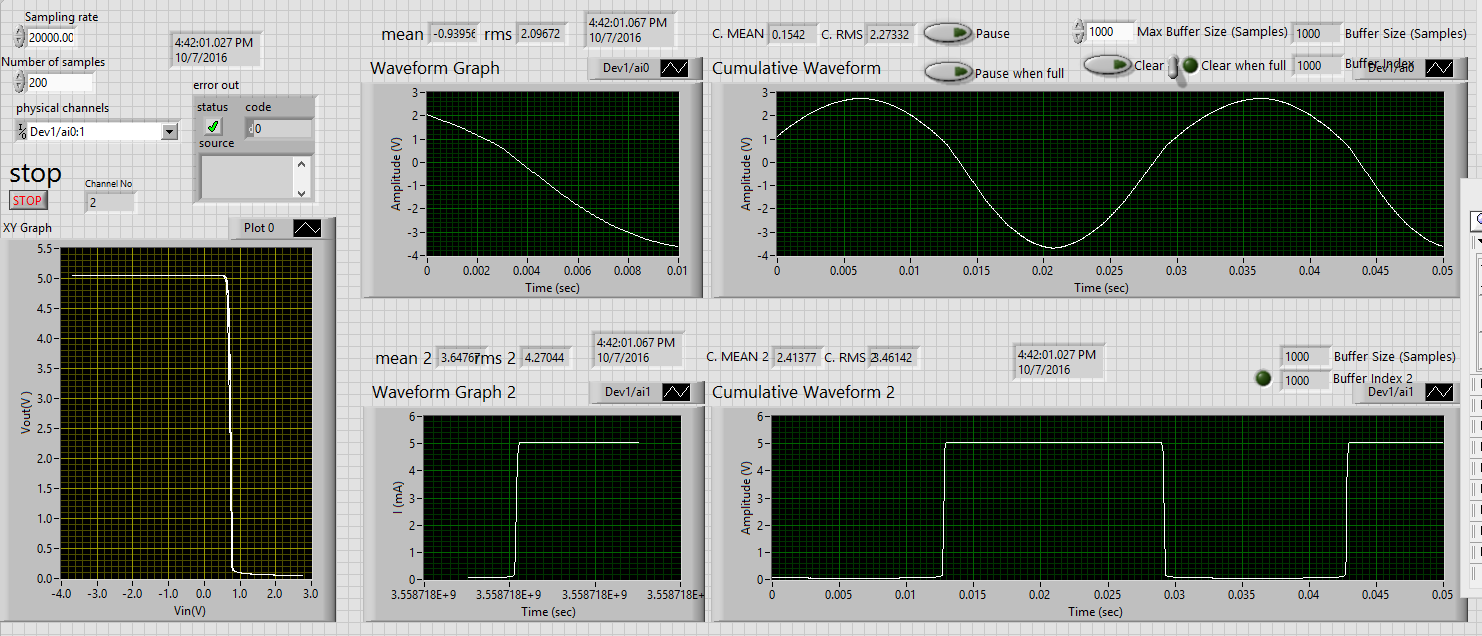 Sampling rate
20000.00
Number of samples
200
physical channels
Dev1/ai0:1
stop
STOP
Channel No
2
4:42:01.027 PM
10/7/2016
error out
status code
0
source
XY Graph
Plot 0
5.5
5.0
4.5
4.0
3.5
3.0
2.5
2.0
1.5
1.0
0.5
0.0
Vout(V)
-4.0 -3.0 -2.0 -1.0 0.0 1.0 2.0 3.0
Vin(V)
mean -0.93956 rms 2.09672
4:42:01.067 PM
10/7/2016
Waveform Graph
Dev1/ai0
3
2
1
0
-1
-2
-3
-4
Amplitude (V)
0 0.002 0.004 0.006 0.008 0.01
Time (sec)
C. MEAN 0.1542 C. RMS 2.27332
Pause
1000 Max Buffer Size (Samples) 1000 Buffer Size (Samples)
Pause when full
Clear Clear when full 1000 Buffer Index
Cumulative Waveform
Dev1/ai0
3
2
1
0
-1
-2
-3
-4
Amplitude (V)
0 0.005 0.01 0.015 0.02 0.025 0.03 0.035 0.04 0.045 0.05
Time (sec)
mean 2 3.64767 rms 2 4.27044
4:42:01.067 PM
10/7/2016
Waveform Graph 2
Dev1/ai1
6
5
4
3
2
1
0
I (mA)
3.558718E+9 3.558718E+9 3.558718E+9 3.558718E+
Time (sec)
C. MEAN 2 2.41377 C. RMS 2 3.46142
4:42:01.027 PM
10/7/2016
1000 Buffer Size (Samples)
1000 Buffer Index 2
Cumulative Waveform 2
Dev1/ai1
6
5
4
3
2
1
0
Amplitude (V)
0 0.005 0.01 0.015 0.02 0.025 0.03 0.035 0.04 0.045 0.05
Time (sec)